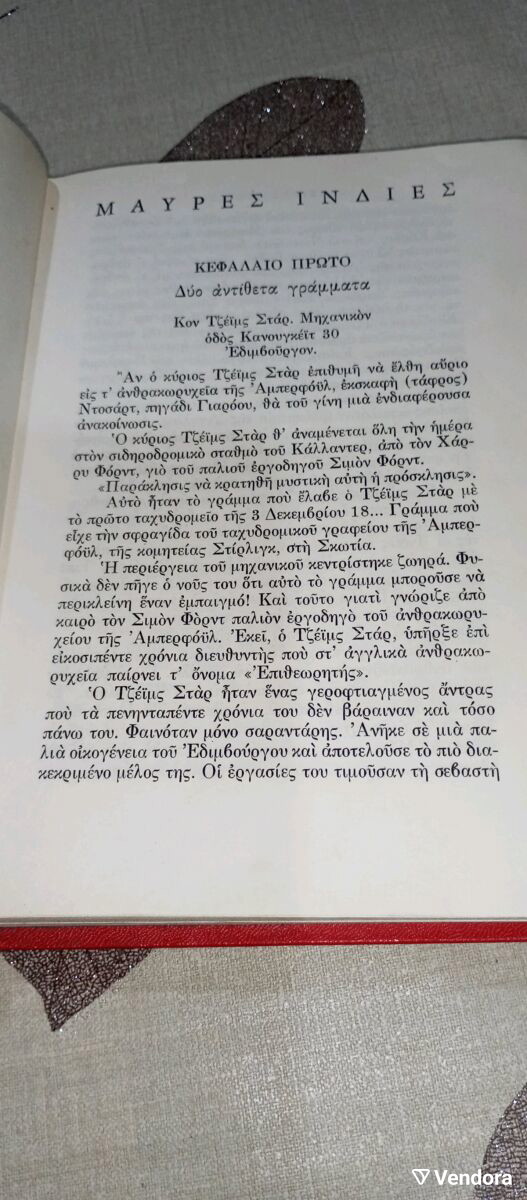 ΜΑΥΡΕΣ ΙΝΔΙΕΣ
ΚΕΦΑΛΑΙΟ ΠΡΩΤΟ
Δύο ἀντίθετα γράμματα
Κον Τζέϊμς Στάρ. Μηχανικὸν
ὁδὸς Κανουγκέϊτ 30
Ἐδιμβούργον.
Ἂν ὁ κύριος Τζέϊμς Στὰρ ἐπιθυμῆ νὰ ἔλθη αὔριο
εἰς τ' ἀνθρακωρυχεῖα τῆς Ἀμπερφόϋλ, ἐκσκαφὴ (τάφρος)
Ντοσάρτ, πηγάδι Γιαρόου, θὰ τοῦ γίνη μιὰ ἐνδιαφέρουσα
ἀνακοίνωσις.
Ὁ κύριος Τζέϊμς Στὰρ θ' ἀναμένεται ὅλη τὴν ἡμέρα
στὸν σιδηροδρομικὸ σταθμὸ τοῦ Κάλλαντερ, ἀπὸ τὸν Χάρ-
ρυ Φόρντ, γιὸ τοῦ παλιοῦ ἐργοδηγοῦ Σιμὸν Φόρντ.
«Παράκλησις νὰ κρατηθῆ μυστικὴ αὐτὴ ἡ πρόσκλησις».
Αὐτὸ ἦταν τὸ γράμμα ποὺ ἔλαβε ὁ Τζέϊμς Στὰρ μὲ
τὸ πρῶτο ταχυδρομεῖο τῆς 3 Δεκεμβρίου 18... Γράμμα ποὺ
εἶχε τὴν σφραγίδα τοῦ ταχυδρομικοῦ γραφείου τῆς Ἀμπερ-
φόϋλ, τῆς κομητείας Στίρλιγκ, στὴ Σκωτία.
Ἡ περιέργεια τοῦ μηχανικοῦ κεντρίστηκε ζωηρά. Φυ-
σικὰ δὲν πῆγε ὁ νοῦς του ὅτι αὐτὸ τὸ γράμμα μποροῦσε νὰ
περικλείνη ἕναν ἐμπαιγμό! Καὶ τοῦτο γιατὶ γνώριζε ἀπὸ
καιρὸ τὸν Σιμὸν Φὸρντ παλιὸν ἐργοδηγὸ τοῦ ἀνθρακωρυ-
χείου τῆς Ἀμπερφόϋλ. Ἐκεῖ, ὁ Τζέϊμς Στάρ, ὑπῆρξε ἐπὶ
εἰκοσιπέντε χρόνια διευθυντὴς ποὺ στ' ἀγγλικὰ ἀνθρακω-
ρυχεῖα παίρνει τ' ὄνομα «Ἐπιθεωρητής».
Ὁ Τζέϊμς Στὰρ ἦταν ἕνας γεροφτιαγμένος ἄντρας
ποὺ τὰ πενηνταπέντε χρόνια του δὲν βάραιναν καὶ τόσο
πάνω του. Φαινόταν μόνο σαραντάρης. Ἀνῆκε σὲ μιὰ πα-
λιὰ οἰκογένεια τοῦ Ἐδιμβούργου καὶ ἀποτελοῦσε τὸ πιὸ δια-
κεκριμένο μέλος της. Οἱ ἐργασίες του τιμοῦσαν τὴ σεβαστὴ
Vendora